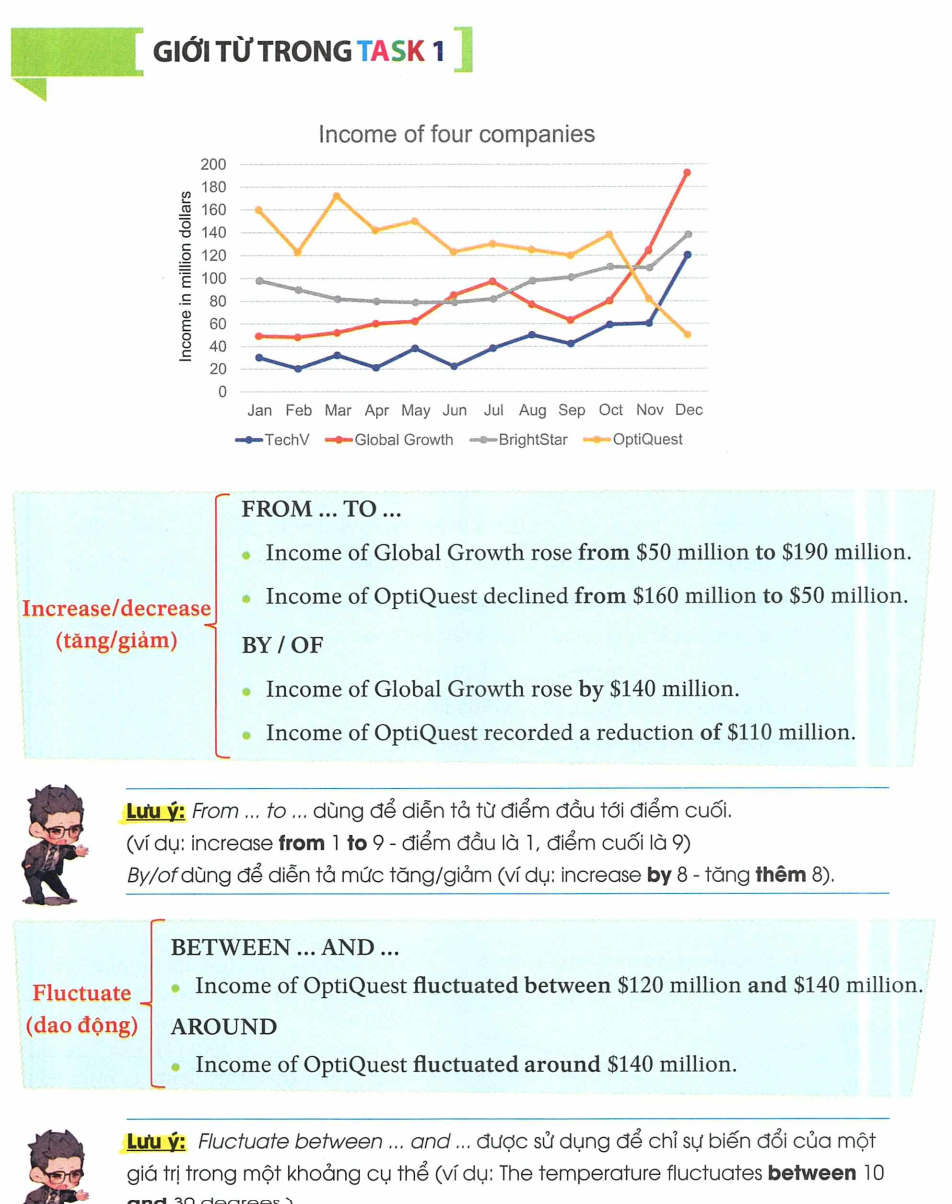 GIỚI TỪ TRONG TASK 1
Income of four companies
Income in million dollars
200
180
160
140
120
100
80
60
40
20
0
Jan Feb Mar Apr May Jun Jul Aug Sep Oct Nov Dec
TechV Global Growth BrightStar OptiQuest
FROM ... TO ...
Income of Global Growth rose from $50 million to $190 million.
Income of OptiQuest declined from $160 million to $50 million.
Increase/decrease
(tăng/giảm)
BY / OF
Income of Global Growth rose by $140 million.
Income of OptiQuest recorded a reduction of $110 million.
Lưu ý: From ... to ... dùng để diễn tả từ điểm đầu tới điểm cuối.
(ví dụ: increase from 1 to 9 - điểm đầu là 1, điểm cuối là 9)
By/of dùng để diễn tả mức tăng/giảm (ví dụ: increase by 8 - tăng thêm 8).
BETWEEN ... AND ...
Income of OptiQuest fluctuated between $120 million and $140 million.
Fluctuate
(dao động)
AROUND
Income of OptiQuest fluctuated around $140 million.
Lưu ý: Fluctuate between ... and ... được sử dụng để chỉ sự biến đổi của một
giá trị trong một khoảng cụ thể (ví dụ: The temperature fluctuates between 10
and 30 degrees.)